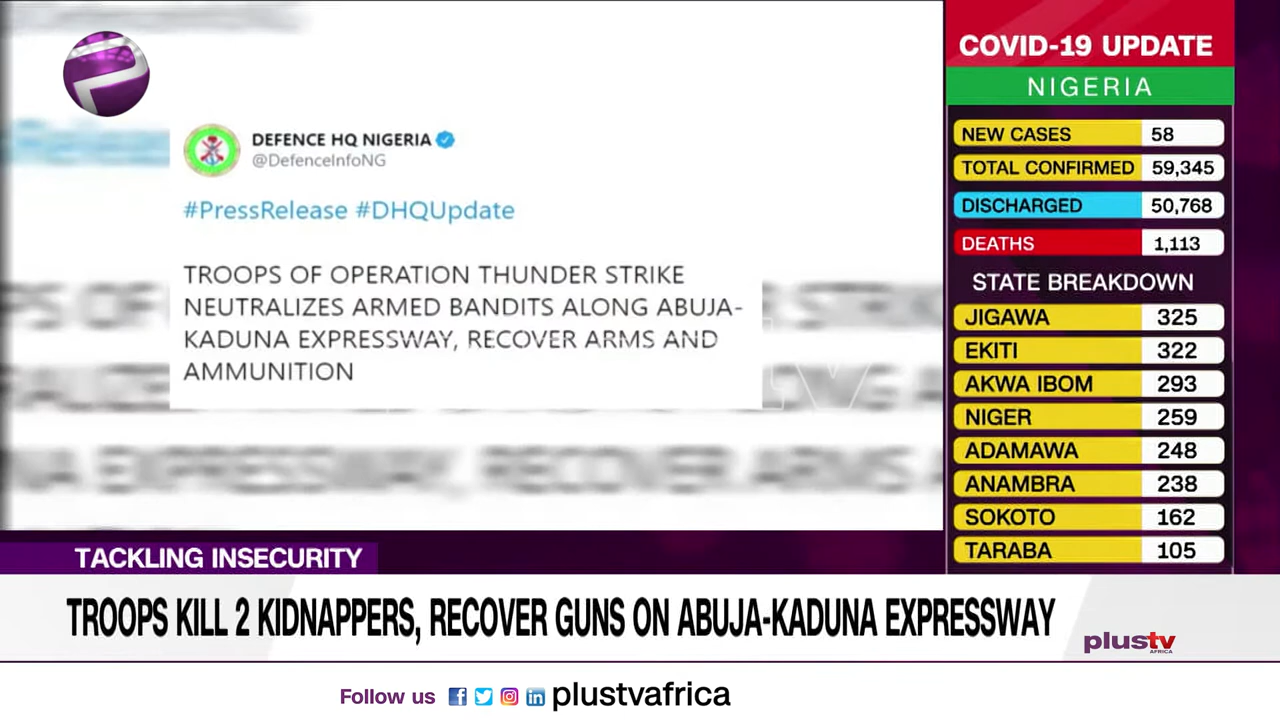 DEFENCE HQ NIGERIA
@DefenceInfoNG
#PressRelease #DHQUpdate
TROOPS OF OPERATION THUNDER STRIKE
NEUTRALIZES ARMED BANDITS ALONG ABUJA-
KADUNA EXPRESSWAY, RECOVER ARMS AND
AMMUNITION
COVID-19 UPDATE
NIGERIA
NEW CASES 58
TOTAL CONFIRMED 59,345
DISCHARGED 50,768
DEATHS 1,113
STATE BREAKDOWN
JIGAWA 325
EKITI 322
AKWA IBOM 293
NIGER 259
ADAMAWA 248
ANAMBRA 238
SOKOTO 162
TARABA 105
TACKLING INSECURITY
TROOPS KILL 2 KIDNAPPERS, RECOVER GUNS ON ABUJA-KADUNA EXPRESSWAY
plustv
AFRICA
Follow us plustvafrica